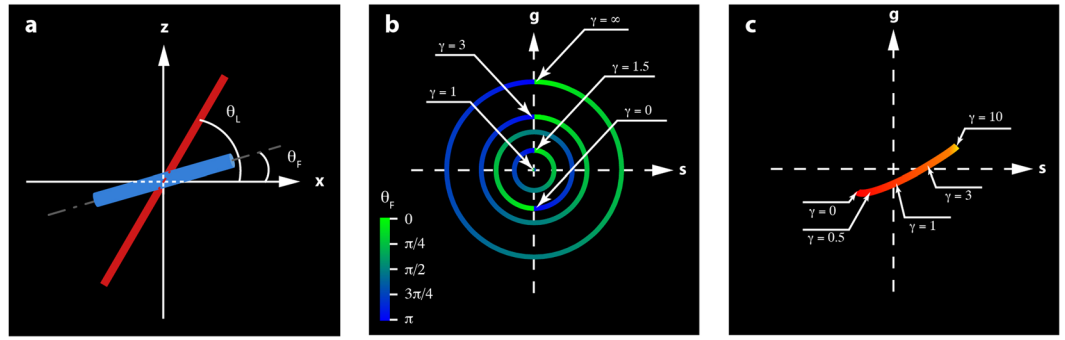 a
z
θL
θF
x
b
g
γ = ∞
γ = 3
γ = 1.5
γ = 1
γ = 0
s
θF
0
π/4
π/2
3π/4
π
c
g
γ = 10
s
γ = 3
γ = 0
γ = 1
γ = 0.5